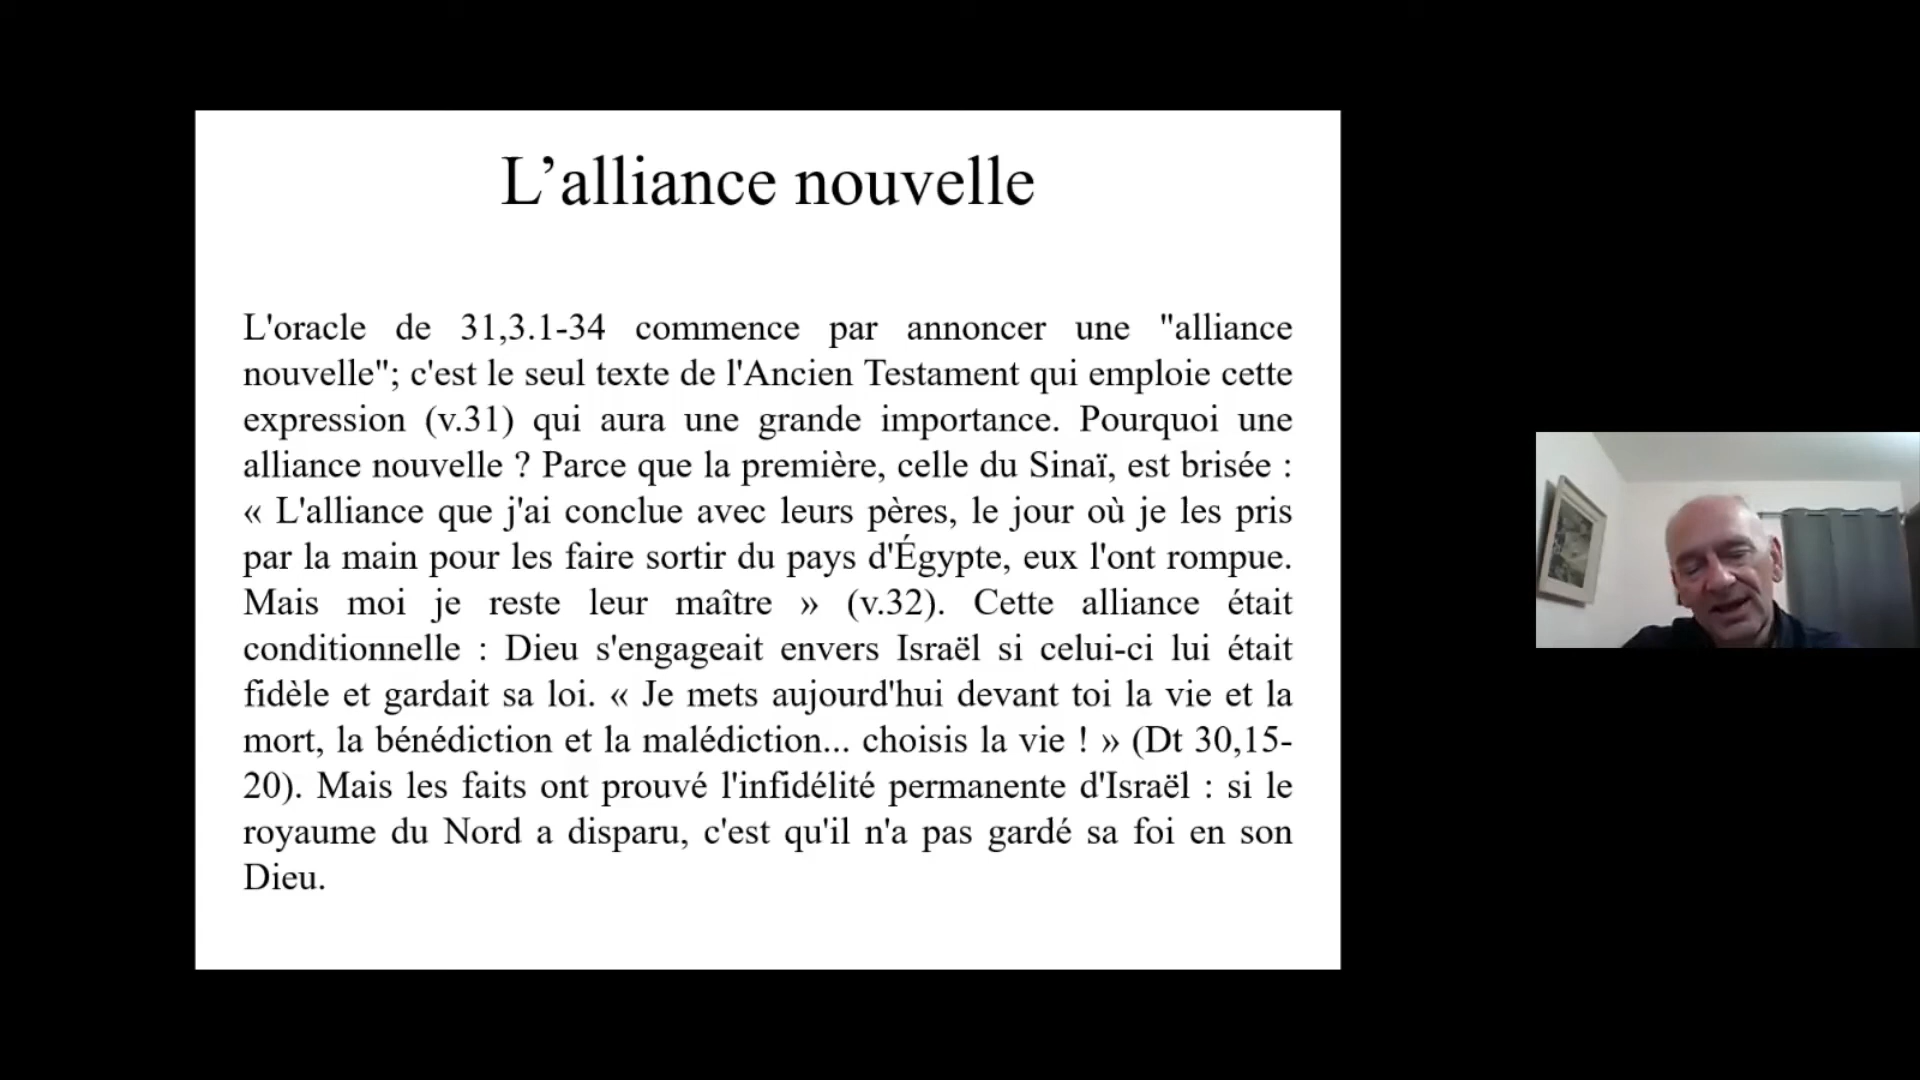 L’alliance nouvelle
L'oracle de 31,3.1-34 commence par annoncer une "alliance
nouvelle"; c'est le seul texte de l'Ancien Testament qui emploie cette
expression (v.31) qui aura une grande importance. Pourquoi une
alliance nouvelle ? Parce que la première, celle du Sinaï, est brisée :
« L'alliance que j'ai conclue avec leurs pères, le jour où je les pris
par la main pour les faire sortir du pays d'Égypte, eux l'ont rompue.
Mais moi je reste leur maître » (v.32). Cette alliance était
conditionnelle : Dieu s'engageait envers Israël si celui-ci lui était
fidèle et gardait sa loi. « Je mets aujourd'hui devant toi la vie et la
mort, la bénédiction et la malédiction... choisis la vie ! » (Dt 30,15-
20). Mais les faits ont prouvé l'infidélité permanente d'Israël : si le
royaume du Nord a disparu, c'est qu'il n'a pas gardé sa foi en son
Dieu.